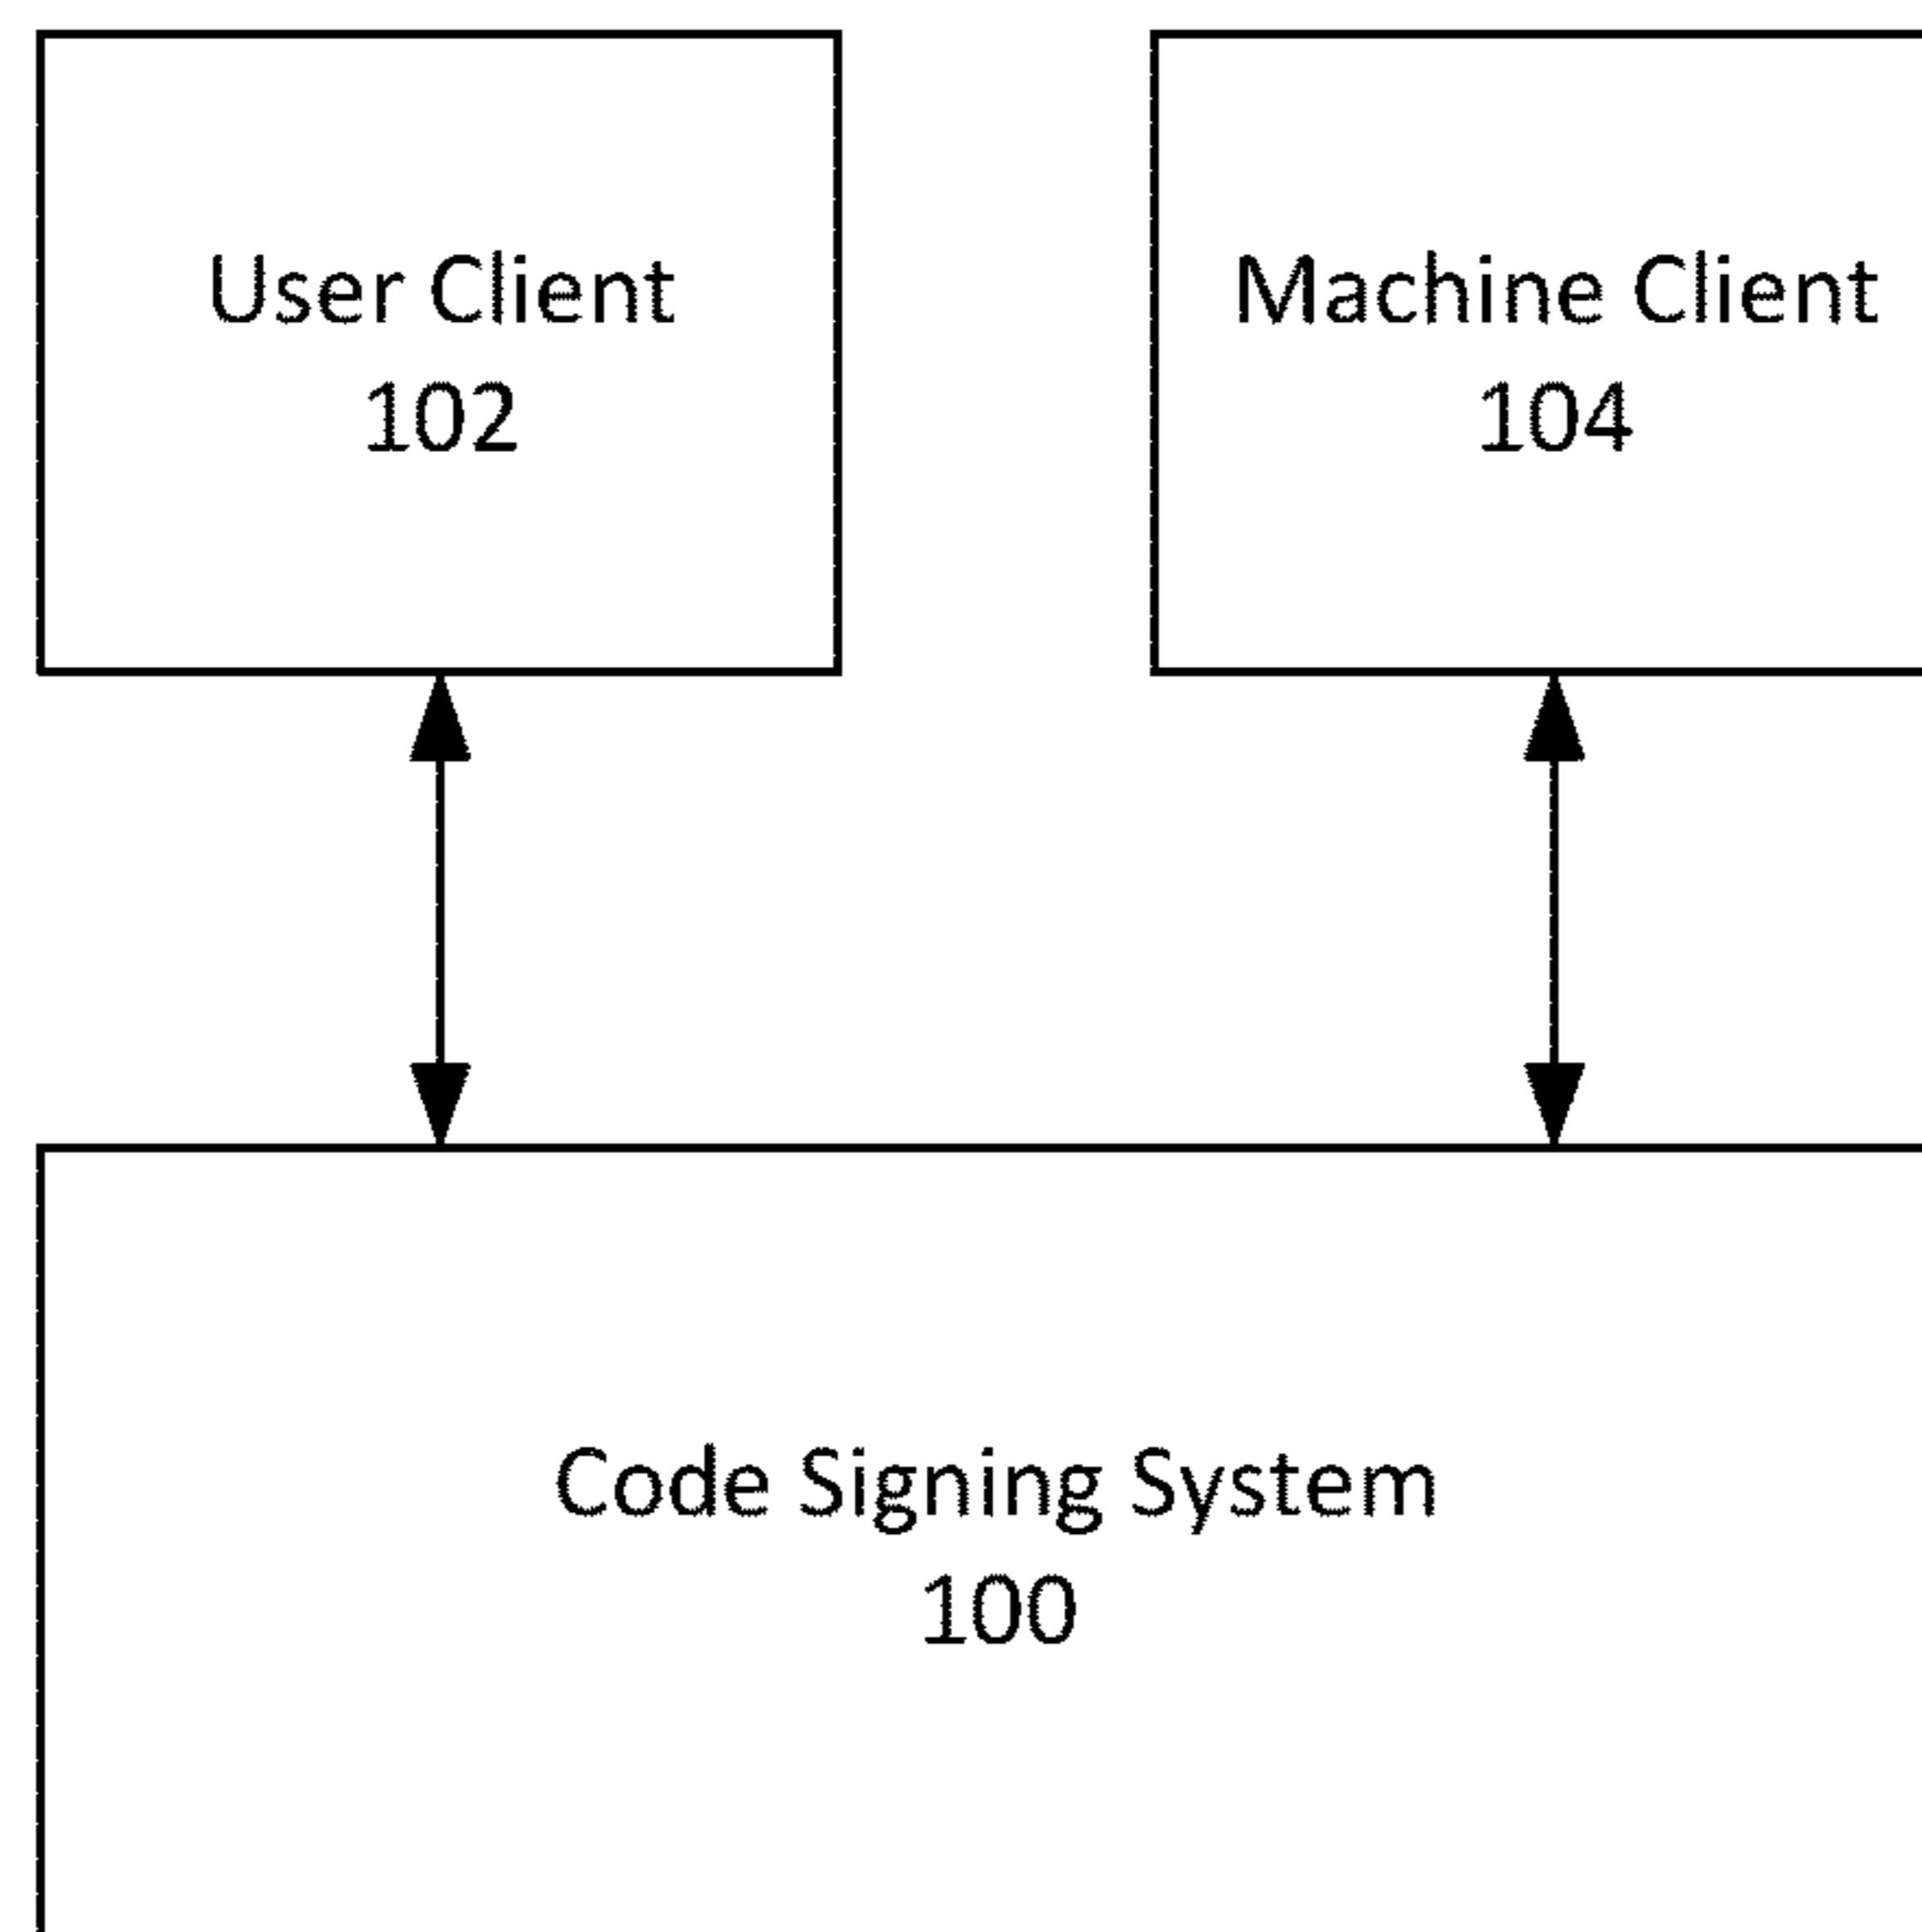 User Client
102
Machine Client
104
Code Signing System
100